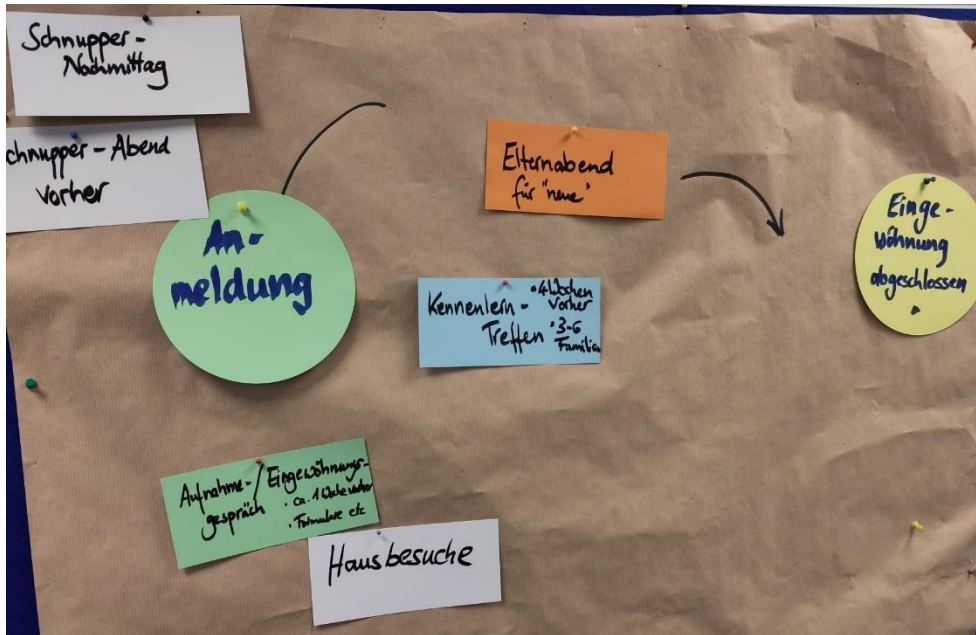 Schnupper-
Nachmittag
chnupper-Abend
vorher
An-
meldung
Elternabend
für "neue"
Kennenlern-
Treffen
• 4 Wochen
vorher
• 3-6
Familien
Einge-
wöhnung
abgeschlossen
Aufnahme-/Eingewöhnungs-
gespräch
• ca. 1 Woche vorher
• Formulare etc
Hausbesuche